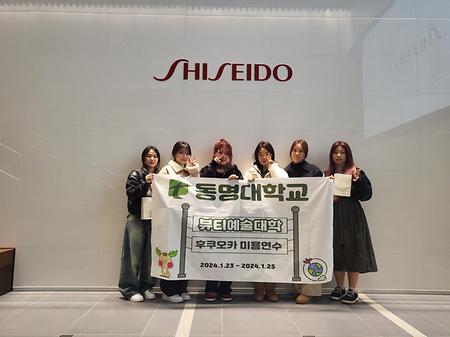 SHISEIDO
동명대학교
뷰티예술대학
후쿠오카 미용연수
2024.1.23 - 2024.1.25